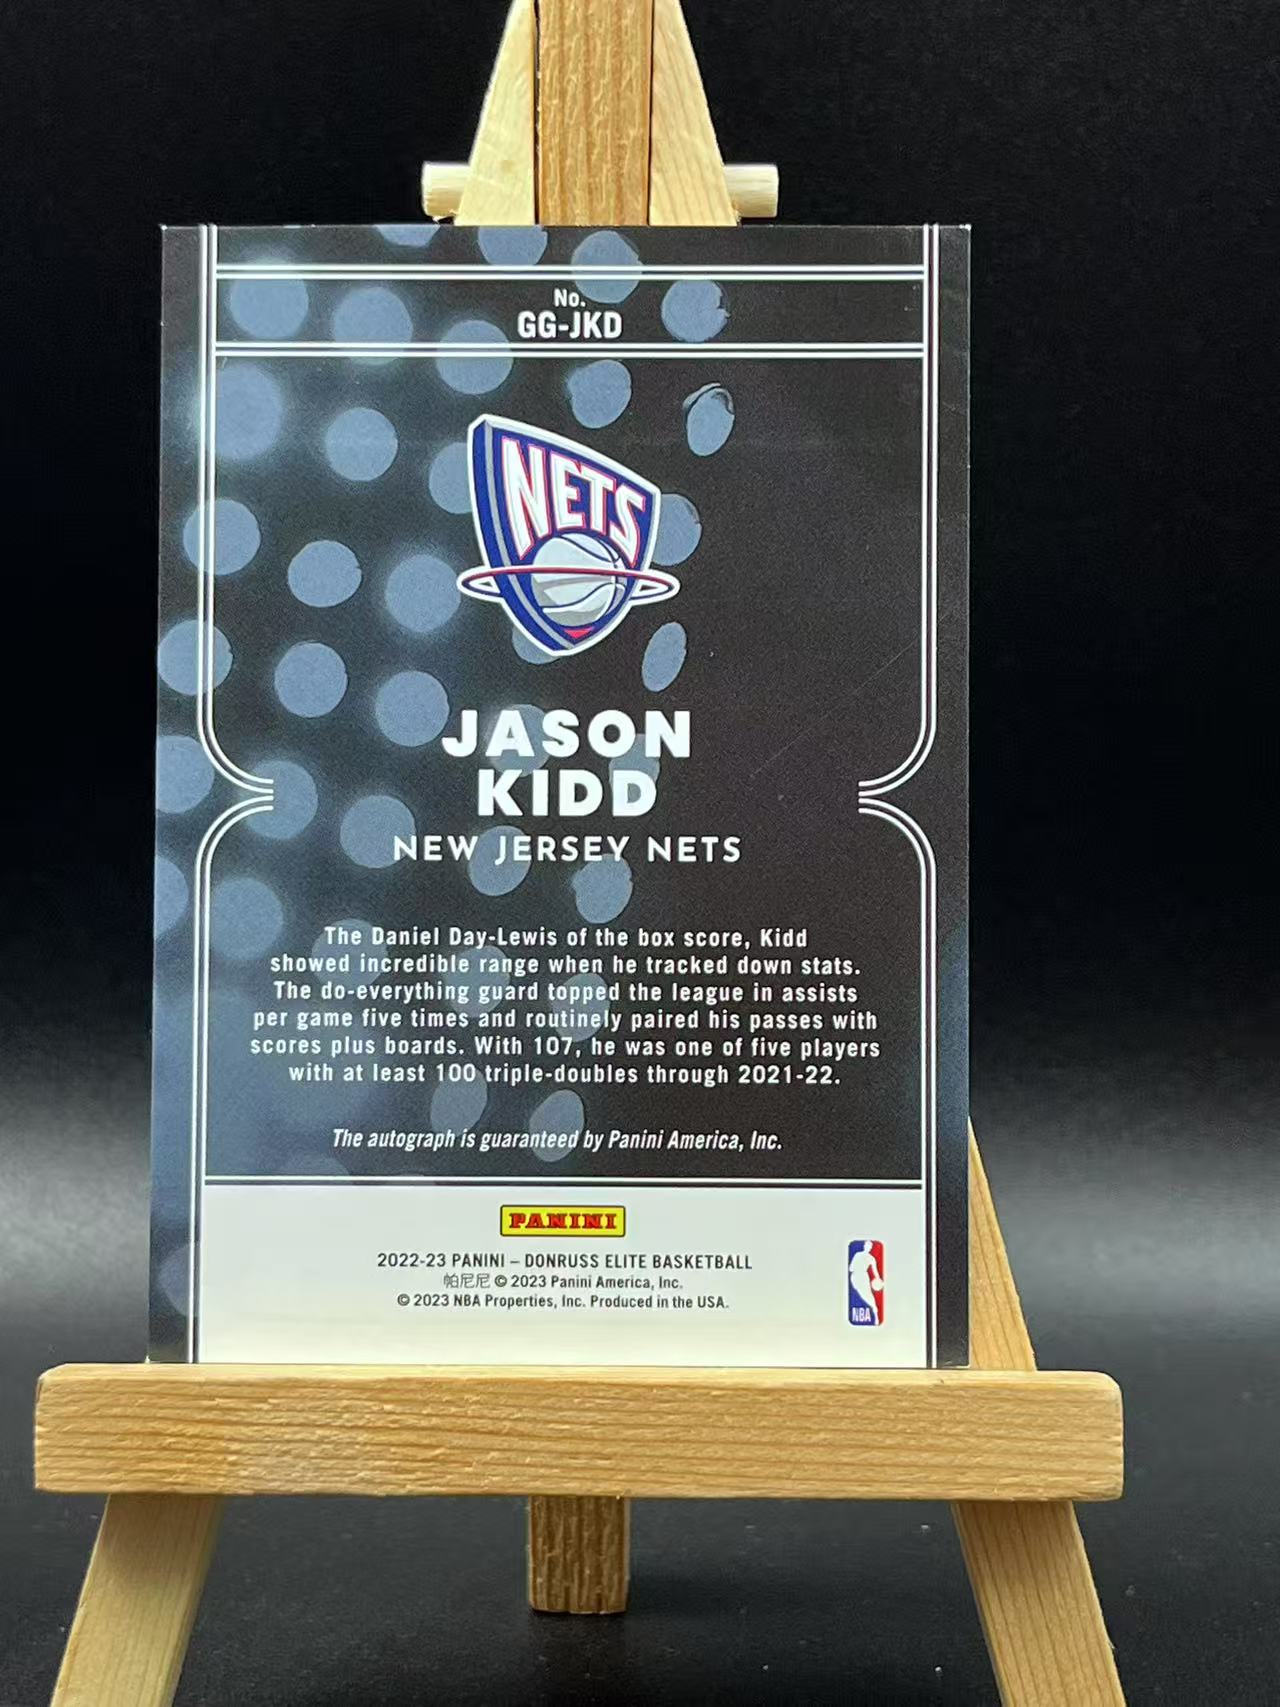 No.
GG-JKD
NETS
JASON
KIDD
NEW JERSEY NETS
The Daniel Day-Lewis of the box score, Kidd
showed incredible range when he tracked down stats.
The do-everything guard topped the league in assists
per game five times and routinely paired his passes with
scores plus boards. With 107, he was one of five players
with at least 100 triple-doubles through 2021-22.
The autograph is guaranteed by Panini America, Inc.
PANINI
2022-23 PANINI – DONRUSS ELITE BASKETBALL
帕尼尼 © 2023 Panini America, Inc.
© 2023 NBA Properties, Inc. Produced in the USA.
NBA